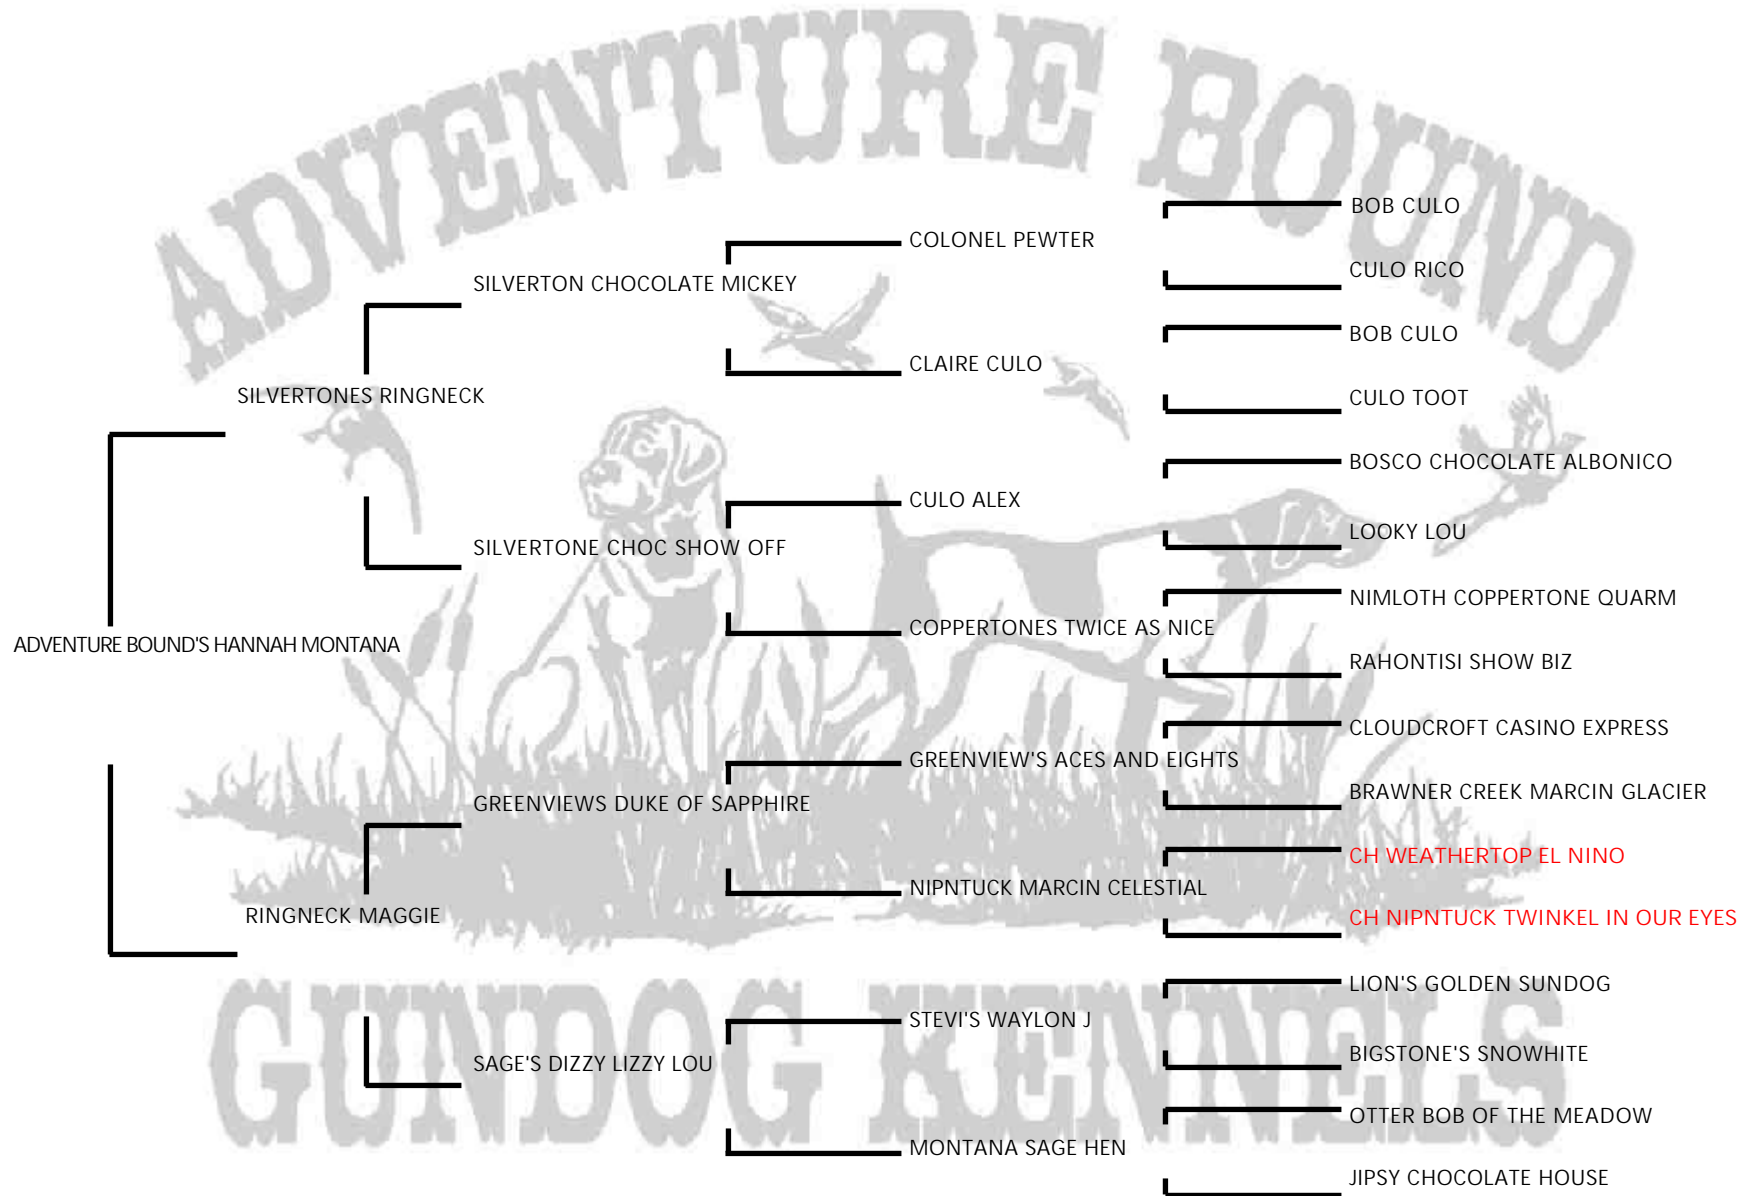 ADVENTURE BOUND
BOB CULO
COLONEL PEWTER
CULO RICO
SILVERTON CHOCOLATE MICKEY
BOB CULO
CLAIRE CULO
SILVERTONES RINGNECK
CULO TOOT
BOSCO CHOCOLATE ALBONICO
CULO ALEX
LOOKY LOU
SILVERTONE CHOC SHOW OFF
NIMLOTH COPPERTONE QUARM
COPPERTONES TWICE AS NICE
ADVENTURE BOUND'S HANNAH MONTANA
RAHONTISI SHOW BIZ
CLOUDCROFT CASINO EXPRESS
GREENVIEW'S ACES AND EIGHTS
BRAWNER CREEK MARCIN GLACIER
GREENVIEWS DUKE OF SAPPHIRE
CH WEATHERTOP EL NINO
NIPNTUCK MARCIN CELESTIAL
RINGNECK MAGGIE
CH NIPNTUCK TWINKEL IN OUR EYES
LION'S GOLDEN SUNDOG
STEVI'S WAYLON J
BIGSTONE'S SNOWHITE
SAGE'S DIZZY LIZZY LOU
OTTER BOB OF THE MEADOW
MONTANA SAGE HEN
JIPSY CHOCOLATE HOUSE
GUNDOG KENNELS